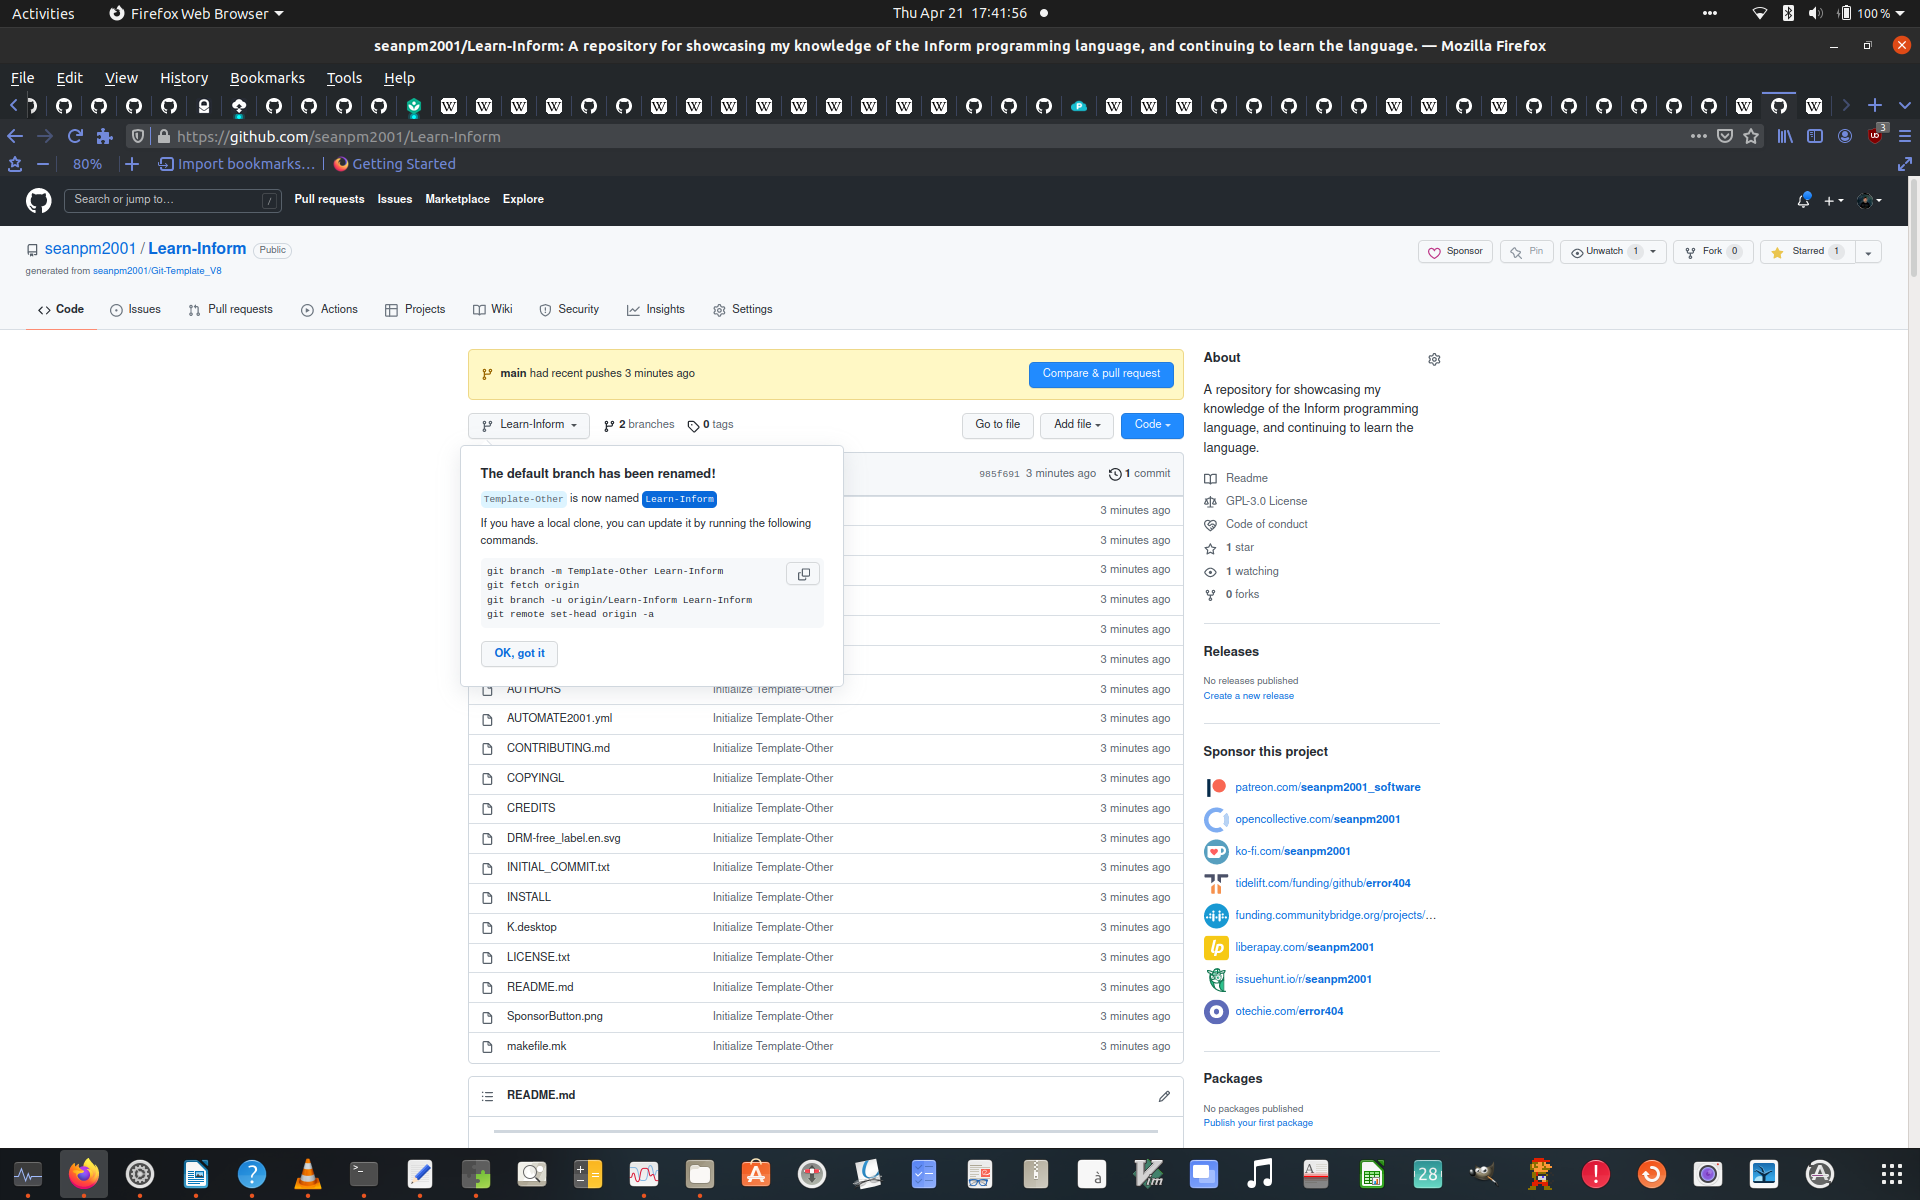 Activities
Firefox Web Browser
Thu Apr 21 17:41:56
100 %
seanpm2001/Learn-Inform: A repository for showcasing my knowledge of the Inform programming language, and continuing to learn the language. — Mozilla Firefox
File Edit View History Bookmarks Tools Help
https://github.com/seanpm2001/Learn-Inform
3
80%
Import bookmarks...
Getting Started
Search or jump to...
/
Pull requests Issues Marketplace Explore
seanpm2001 / Learn-Inform
Public
Sponsor
Pin
Unwatch 1
Fork 0
Starred 1
generated from seanpm2001/Git-Template_V8
Code
Issues
Pull requests
Actions
Projects
Wiki
Security
Insights
Settings
main had recent pushes 3 minutes ago
Compare & pull request
Learn-Inform
2 branches
0 tags
Go to file
Add file
Code
The default branch has been renamed!
Template-Other is now named Learn-Inform
If you have a local clone, you can update it by running the following
commands.
git branch -m Template-Other Learn-Inform
git fetch origin
git branch -u origin/Learn-Inform Learn-Inform
git remote set-head origin -a
OK, got it
985f691 3 minutes ago
1 commit
3 minutes ago
3 minutes ago
3 minutes ago
3 minutes ago
3 minutes ago
3 minutes ago
AUTHORS Initialize Template-Other 3 minutes ago
AUTOMATE2001.yml Initialize Template-Other 3 minutes ago
CONTRIBUTING.md Initialize Template-Other 3 minutes ago
COPYINGL Initialize Template-Other 3 minutes ago
CREDITS Initialize Template-Other 3 minutes ago
DRM-free_label.en.svg Initialize Template-Other 3 minutes ago
INITIAL_COMMIT.txt Initialize Template-Other 3 minutes ago
INSTALL Initialize Template-Other 3 minutes ago
K.desktop Initialize Template-Other 3 minutes ago
LICENSE.txt Initialize Template-Other 3 minutes ago
README.md Initialize Template-Other 3 minutes ago
SponsorButton.png Initialize Template-Other 3 minutes ago
makefile.mk Initialize Template-Other 3 minutes ago
README.md
About
A repository for showcasing my
knowledge of the Inform programming
language, and continuing to learn the
language.
Readme
GPL-3.0 License
Code of conduct
1 star
1 watching
0 forks
Releases
No releases published
Create a new release
Sponsor this project
patreon.com/seanpm2001_software
opencollective.com/seanpm2001
ko-fi.com/seanpm2001
tidelift.com/funding/github/error404
funding.communitybridge.org/projects/...
liberapay.com/seanpm2001
issuehunt.io/r/seanpm2001
otechie.com/error404
Packages
No packages published
Publish your first package
28